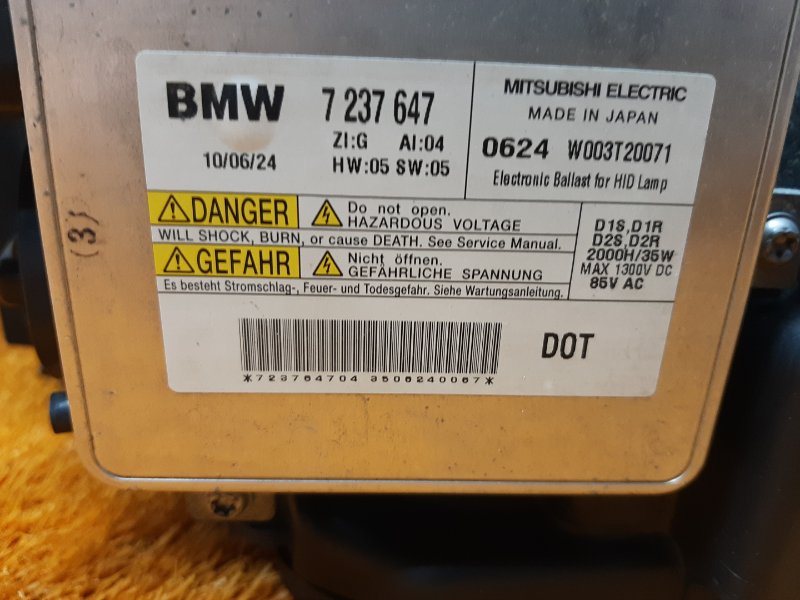 BMW 7 237 647
ZI:G AI:04
10/06/24 HW:05 SW:05
MITSUBISHI ELECTRIC
MADE IN JAPAN
0624 W003T20071
Electronic Ballast for HID Lamp
DANGER Do not open.
HAZARDOUS VOLTAGE
WILL SHOCK, BURN, or cause DEATH. See Service Manual.
GEFAHR Nicht öffnen.
GEFÄHRLICHE SPANNUNG
Es besteht Stromschlag-, Feuer- und Todesgefahr. Siehe Wartungsanleitung.
D1S,D1R
D2S,D2R
2000H/35W
MAX 1300V DC
85V AC
*723764704 3506240067*
DOT
(3)